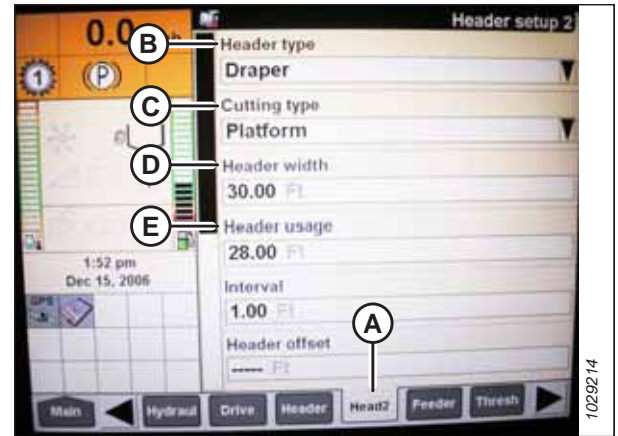 0.0
Header setup 2
B
Header type
1
(P)
Draper
C
Cutting type
Platform
D
Header width
30.00 Ft
E
Header usage
28.00 Ft
1:52 pm
Dec 15, 2006
Interval
1.00 Ft
GPS
A
Header offset
----- Ft
Main
Hydraul
Drive
Header
Head2
Feeder
Thresh
1029214